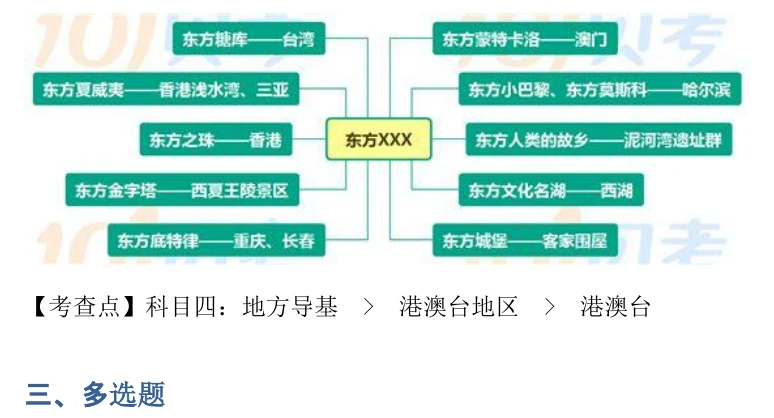 东方糖库——台湾
东方蒙特卡洛——澳门
东方夏威夷——香港浅水湾、三亚
东方小巴黎、东方莫斯科——哈尔滨
东方之珠——香港
东方XXX
东方人类的故乡——泥河湾遗址群
东方金字塔——西夏王陵景区
东方文化名湖——西湖
东方底特律——重庆、长春
东方城堡——客家围屋
【考查点】科目四：地方导基 > 港澳台地区 > 港澳台
三、多选题